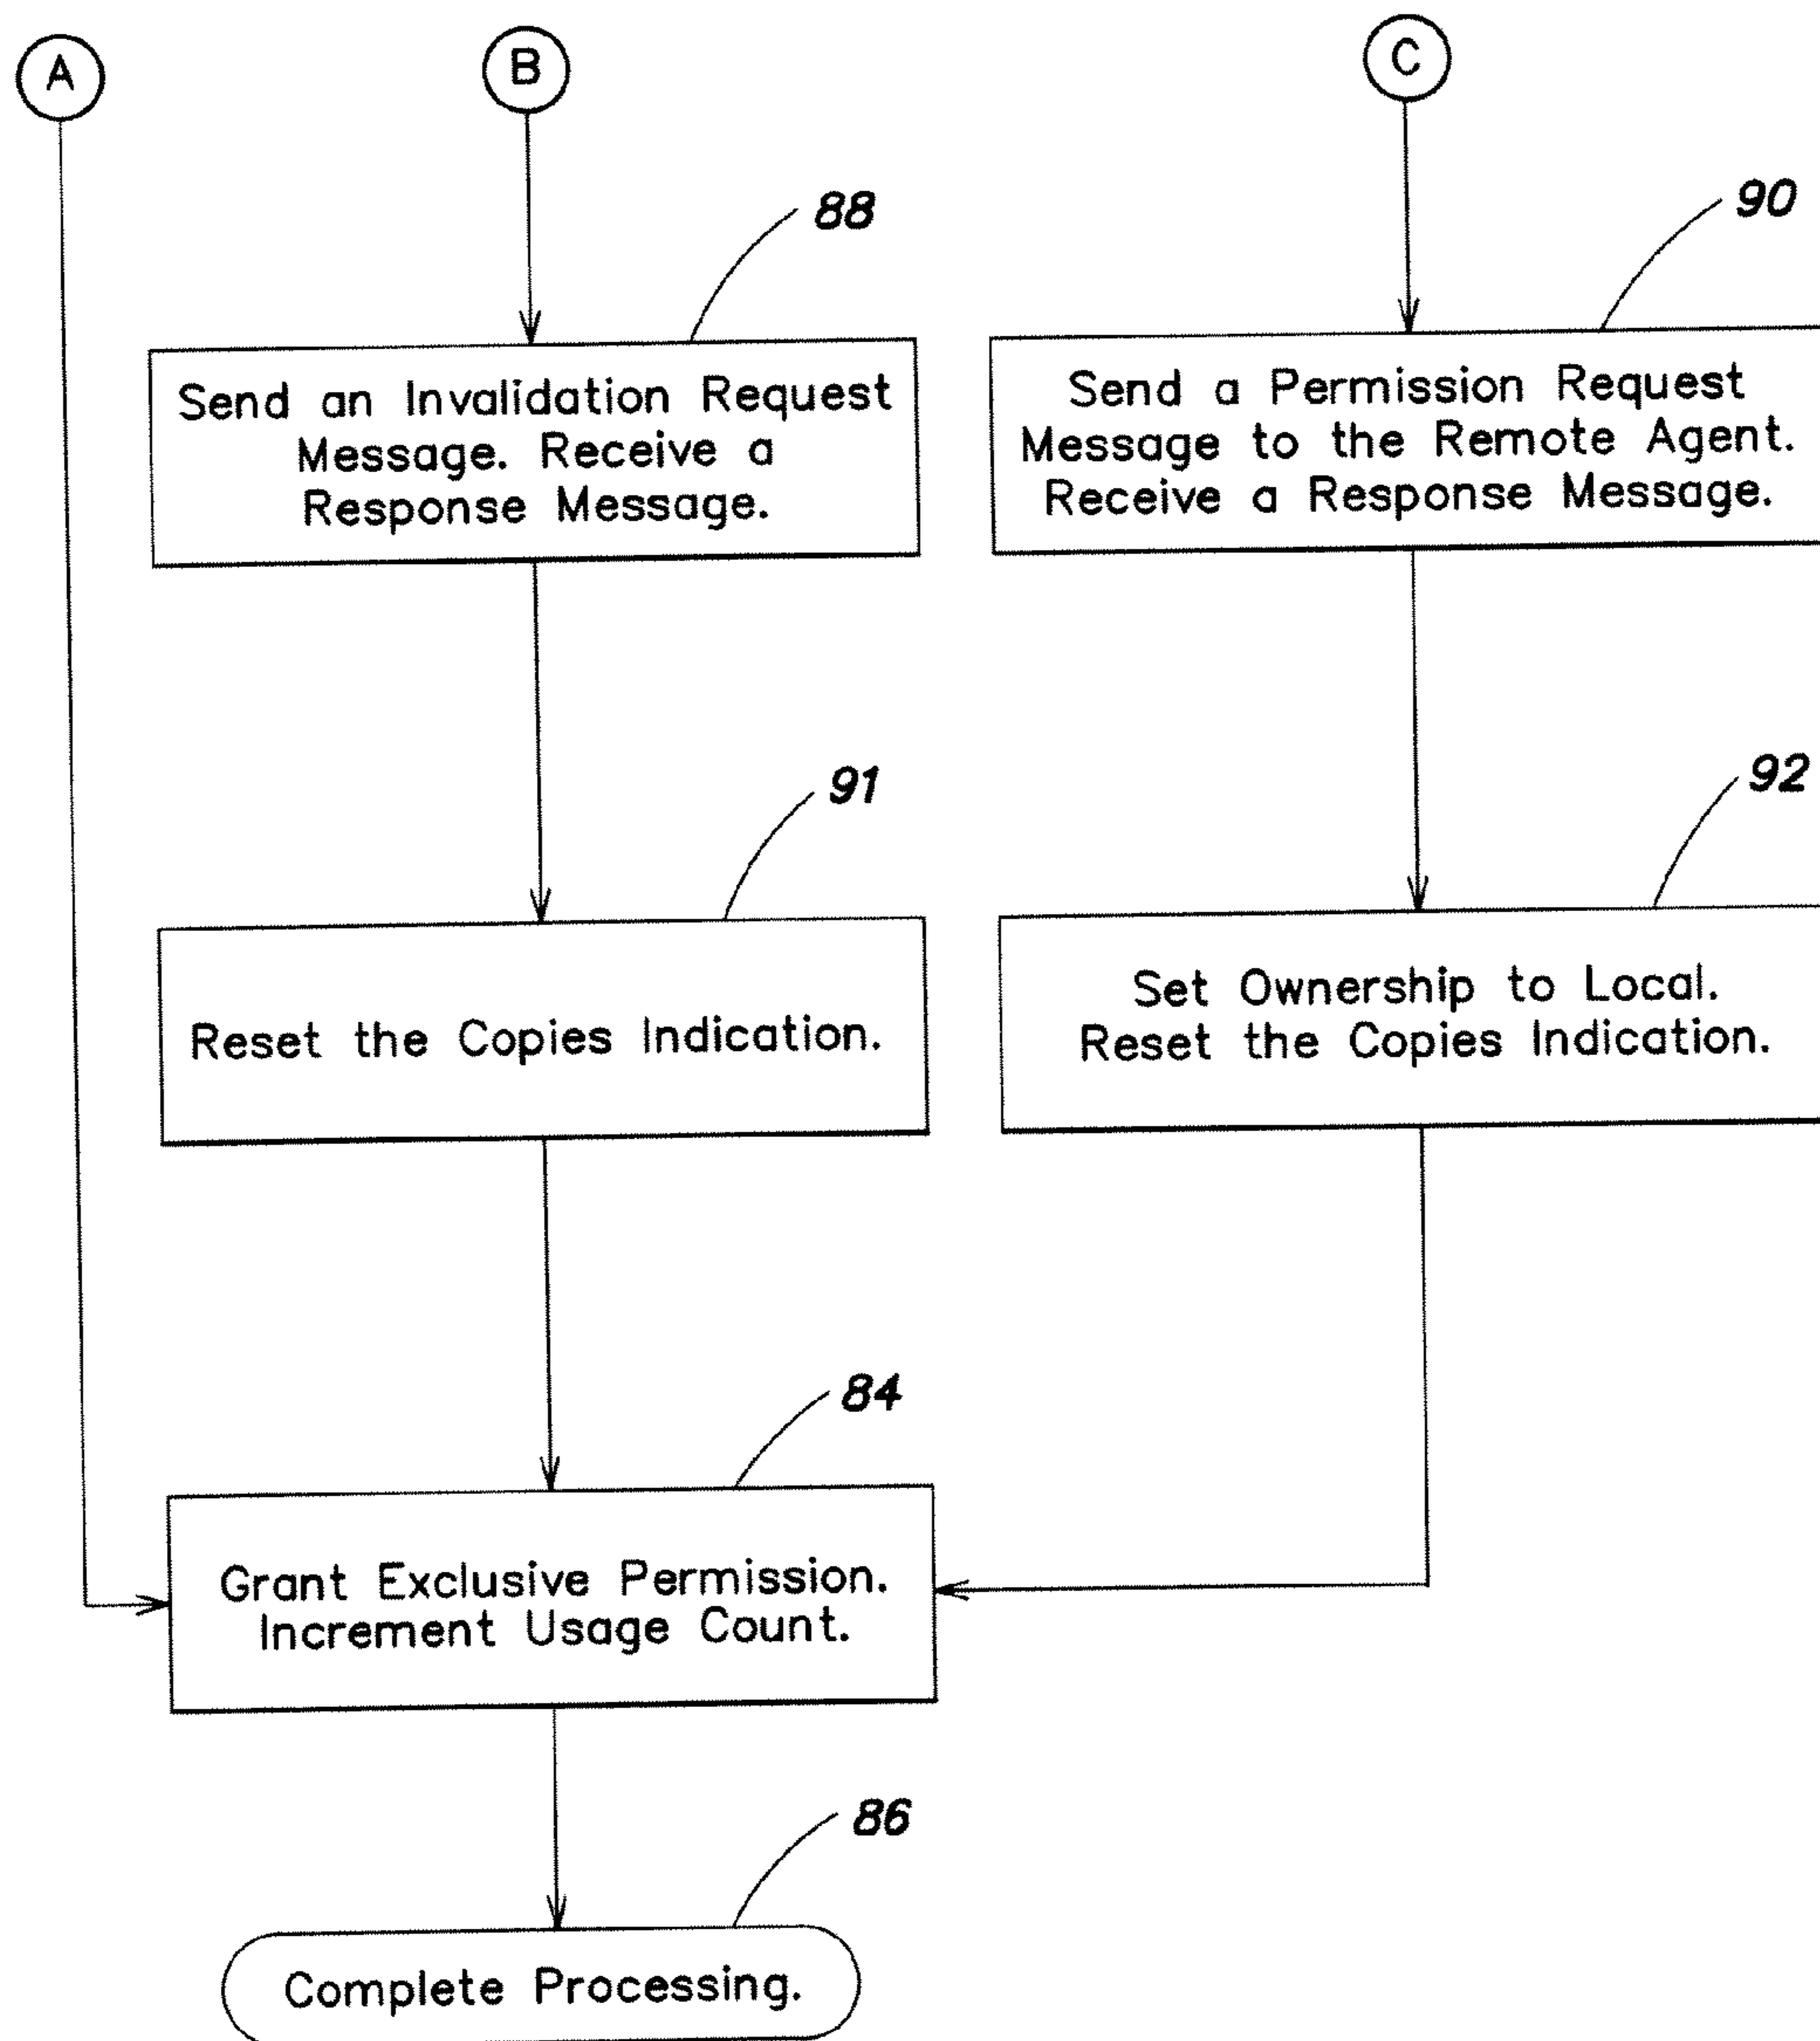 A
B
C
88
90
Send an Invalidation Request
Message. Receive a
Response Message.
Send a Permission Request
Message to the Remote Agent.
Receive a Response Message.
91
92
Reset the Copies Indication.
Set Ownership to Local.
Reset the Copies Indication.
84
Grant Exclusive Permission.
Increment Usage Count.
86
Complete Processing.